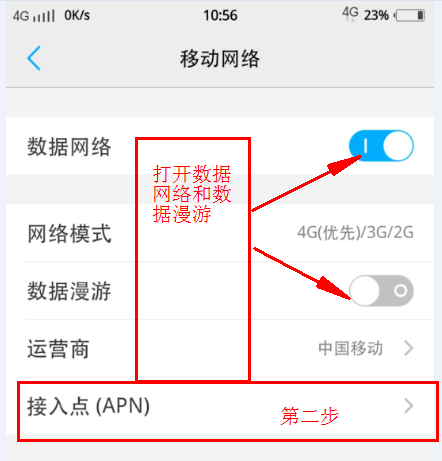 4G 0K/s 10:56 4G 23%
移动网络
数据网络
打开数据
网络和数
据漫游
网络模式 4G(优先)/3G/2G
数据漫游
运营商 中国移动
接入点 (APN)
第二步